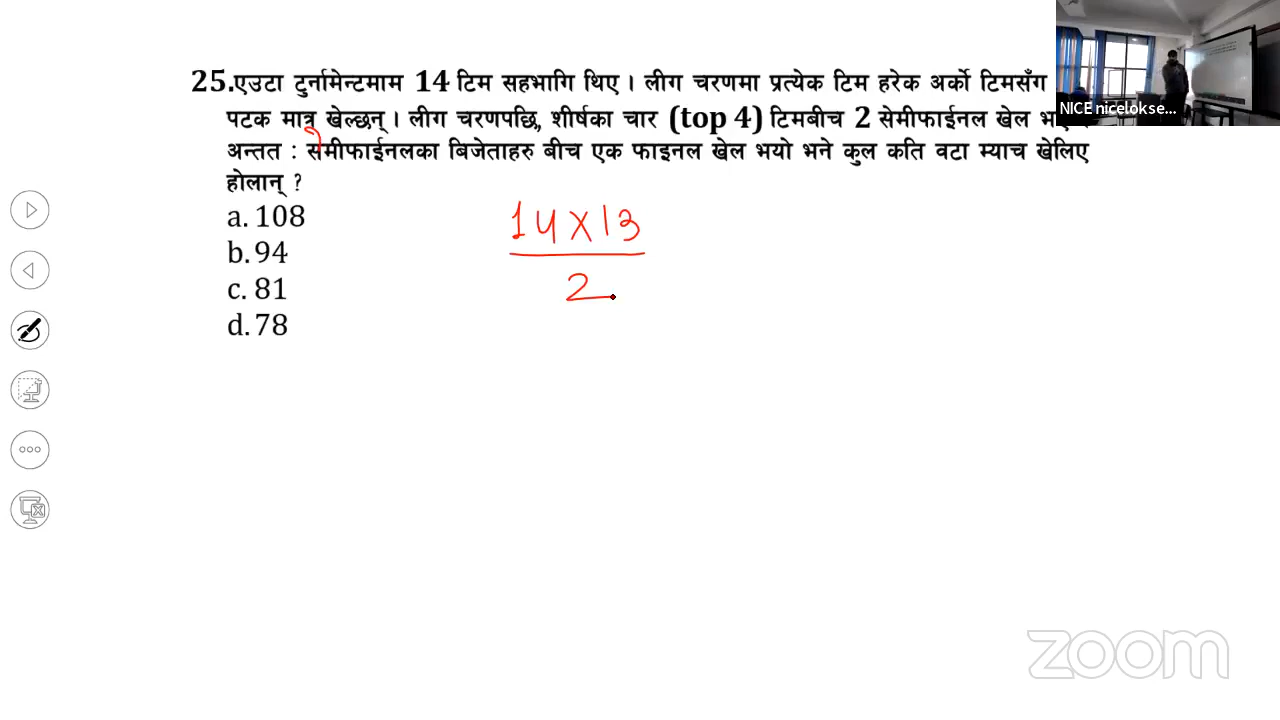 25.एउटा टुर्नामेन्टमाम 14 टिम सहभागि थिए । लीग चरणमा प्रत्येक टिम हरेक अर्को टिमसँग
पटक मात्र खेल्छन् । लीग चरणपछि, शीर्षका चार (top 4) टिमबीच 2 सेमीफाईनल खेल
अन्तत : समीफाईनलका बिजेताहरु बीच एक फाइनल खेल भयो भने कुल कति वटा म्याच खेलिए
होलान् ?
a. 108
b. 94
c. 81
d. 78
14 X 13
2
NICE nicelokse...
zoom